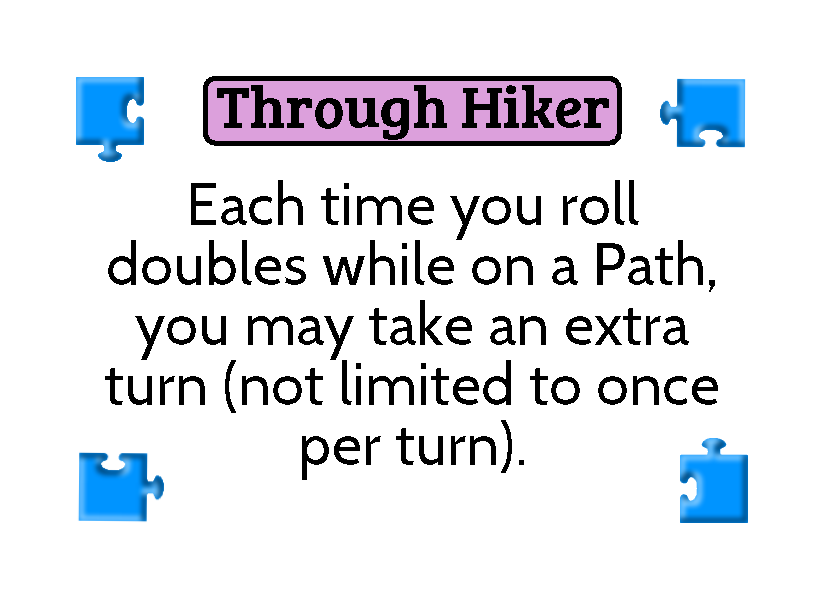 Through Hiker
Each time you roll
doubles while on a Path,
you may take an extra
turn (not limited to once
per turn).